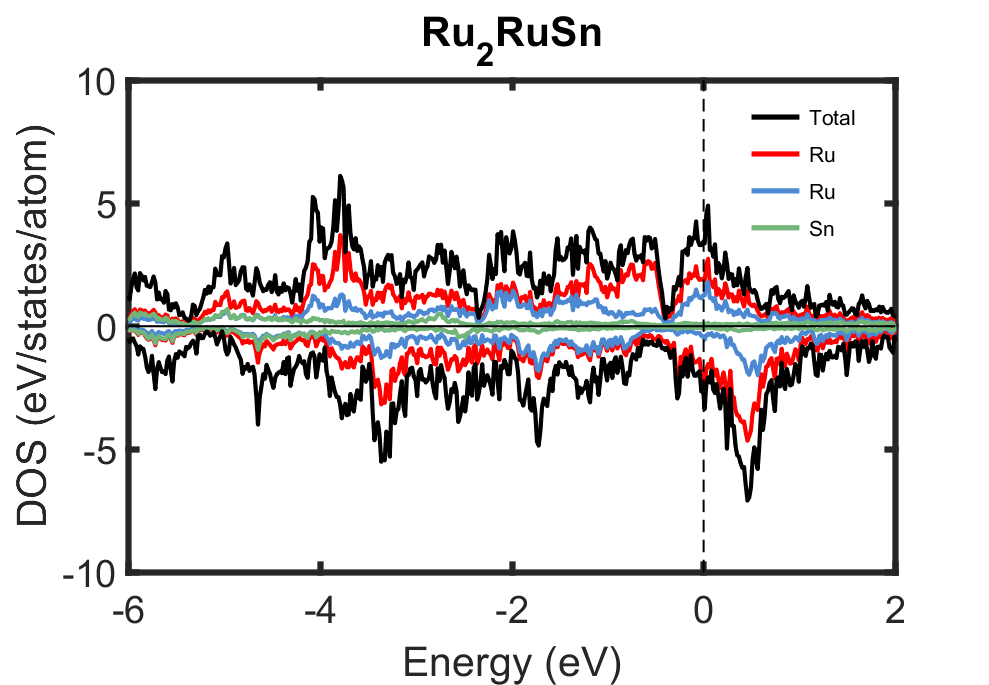 Ru₂RuSn
DOS (eV/states/atom)
10
5
0
-5
-10
Total
Ru
Ru
Sn
-6
-4
-2
0
2
Energy (eV)